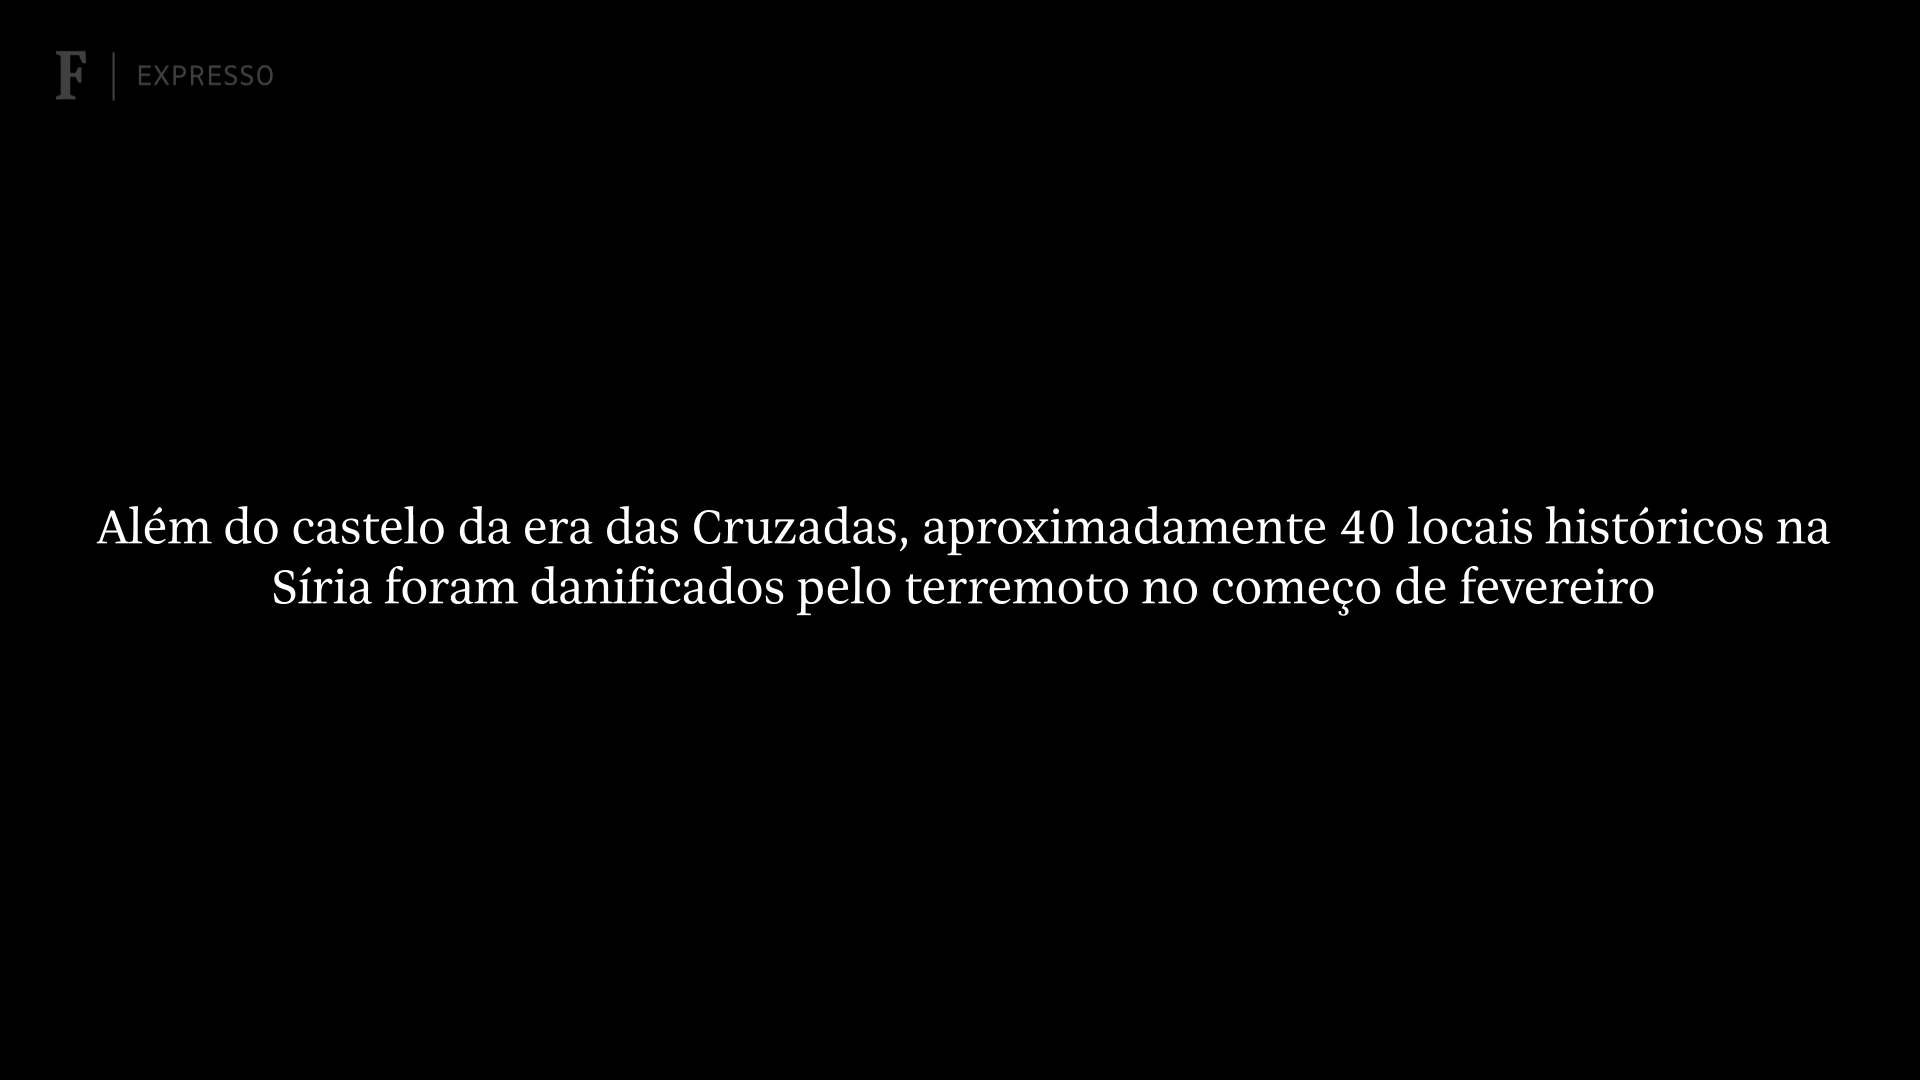 F | EXPRESSO
Além do castelo da era das Cruzadas, aproximadamente 40 locais históricos na
Síria foram danificados pelo terremoto no começo de fevereiro